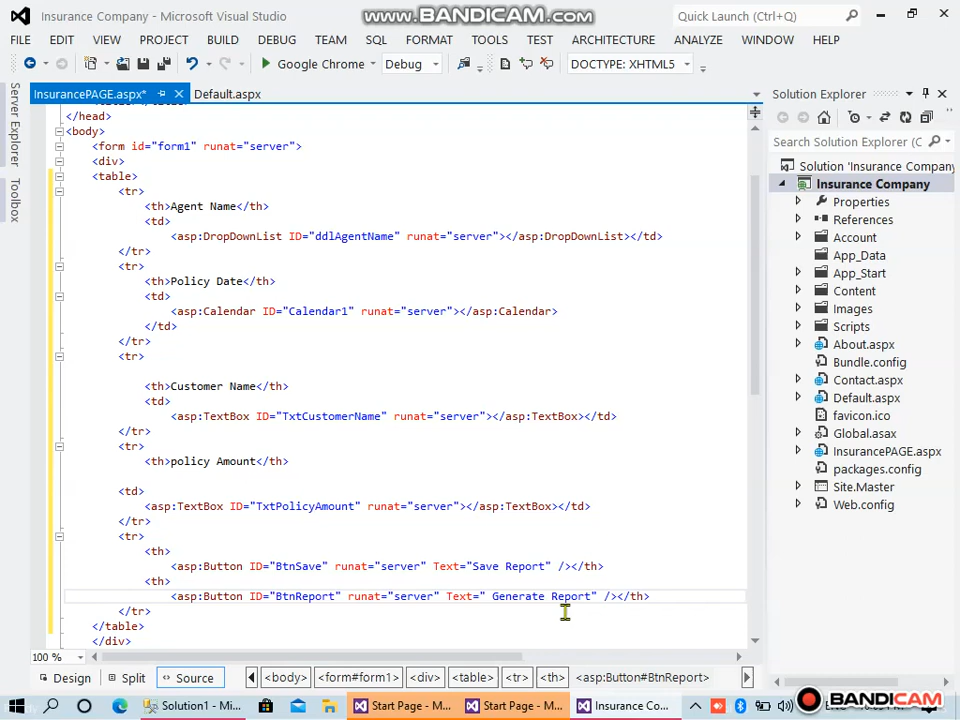 Insurance Company - Microsoft Visual Studio
www.BANDICAM.com
Quick Launch (Ctrl+Q)
FILE EDIT VIEW PROJECT BUILD DEBUG TEAM SQL FORMAT TOOLS TEST ARCHITECTURE ANALYZE WINDOW HELP
Google Chrome Debug DOCTYPE: XHTML5
InsurancePAGE.aspx* Default.aspx
Server Explorer
Toolbox
</head>
<body>
<form id="form1" runat="server">
<div>
<table>
<tr>
<th>Agent Name</th>
<td>
<asp:DropDownList ID="ddlAgentName" runat="server"></asp:DropDownList></td>
</tr>
<tr>
<th>Policy Date</th>
<td>
<asp:Calendar ID="Calendar1" runat="server"></asp:Calendar>
</td>
</tr>
<tr>
<th>Customer Name</th>
<td>
<asp:TextBox ID="TxtCustomerName" runat="server"></asp:TextBox></td>
</tr>
<tr>
<th>policy Amount</th>
<td>
<asp:TextBox ID="TxtPolicyAmount" runat="server"></asp:TextBox></td>
</tr>
<tr>
<th>
<asp:Button ID="BtnSave" runat="server" Text="Save Report" /></th>
<th>
<asp:Button ID="BtnReport" runat="server" Text=" Generate Report" /></th>
</tr>
</table>
</div>
100 %
Design Split Source <body> <form#form1> <div> <table> <tr> <th> <asp:Button#BtnReport>
Solution Explorer
Search Solution Explorer (C
Solution 'Insurance Company
Insurance Company
Properties
References
Account
App_Data
App_Start
Content
Images
Scripts
About.aspx
Bundle.config
Contact.aspx
Default.aspx
favicon.ico
Global.asax
InsurancePAGE.aspx
packages.config
Site.Master
Web.config
Solution1 - Mi...
Start Page - M...
Start Page - M...
Insurance Co...
BANDICAM